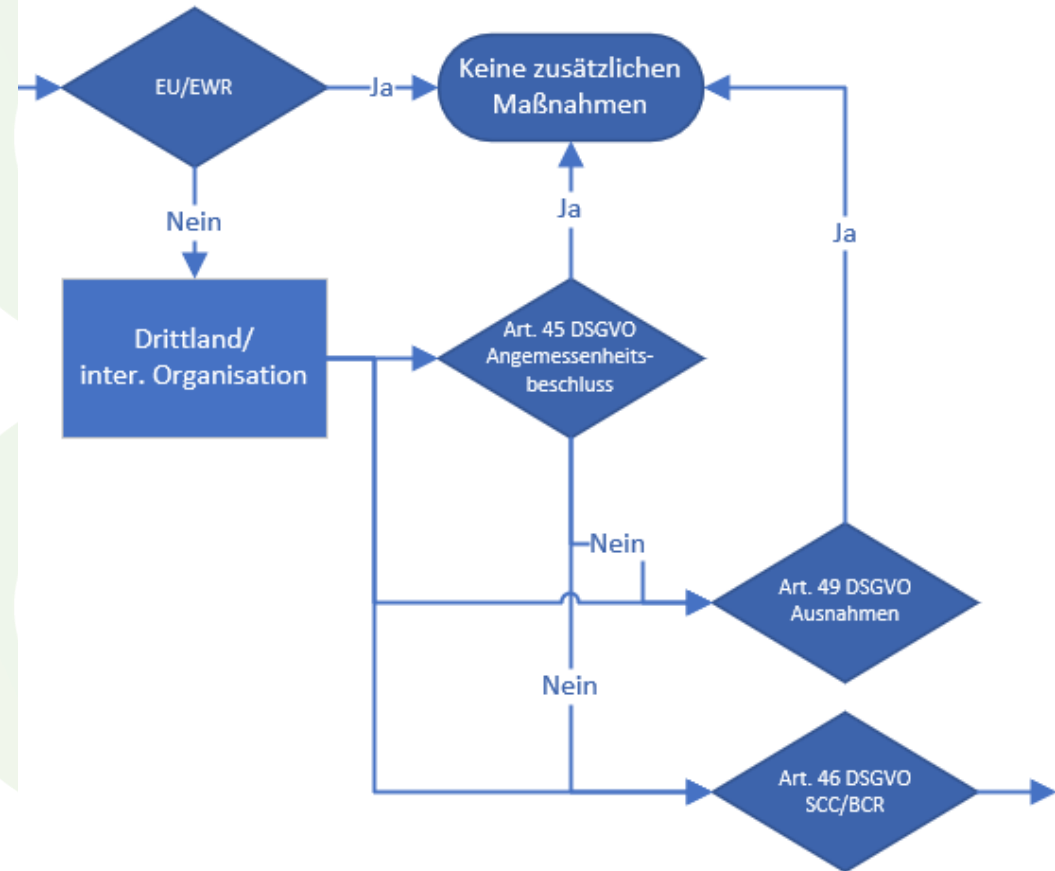 EU/EWR
Ja
Keine zusätzlichen
Maßnahmen
Nein
Ja
Ja
Drittland/
inter. Organisation
Art. 45 DSGVO
Angemessenheits-
beschluss
Nein
Art. 49 DSGVO
Ausnahmen
Nein
Art. 46 DSGVO
SCC/BCR